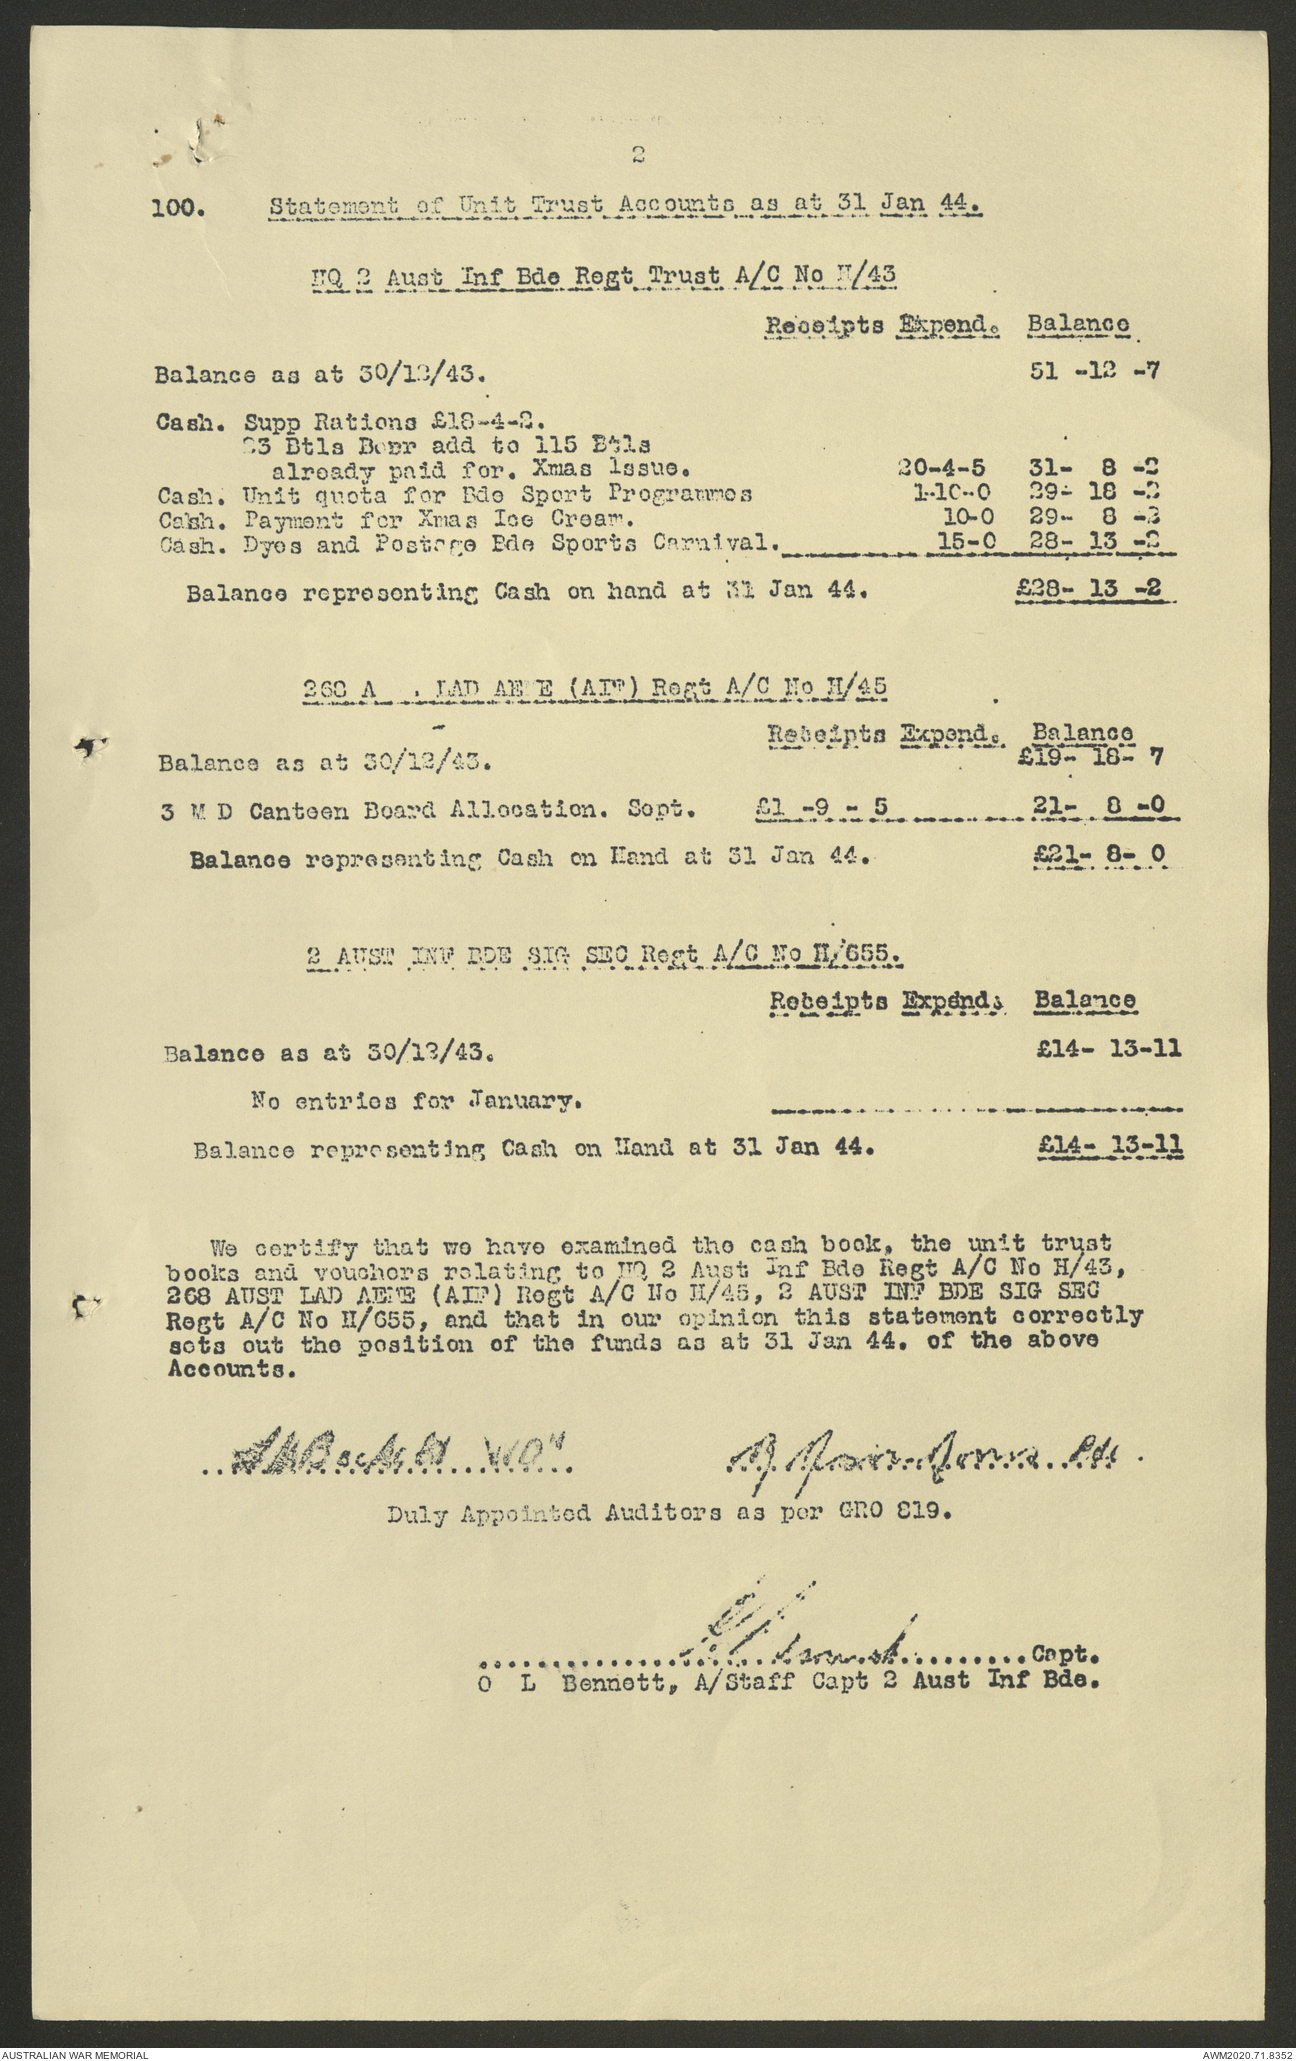 2
100. Statement of Unit Trust Accounts as at 31 Jan 44.
HQ 2 Aust Inf Bde Regt Trust A/C No H/43
Receipts Expend. Balance
Balance as at 30/12/43. 51 -12 -7
Cash. Supp Rations £18-4-2.
23 Btls Beer add to 115 Btls
already paid for. Xmas Issue. 20-4-5 31- 8 -2
Cash. Unit quota for Bde Sport Programmes 1-10-0 29- 18 -2
Cash. Payment for Xmas Ice Cream. 10-0 29- 8 -2
Cash. Dyes and Postage Bde Sports Carnival. 15-0 28- 13 -2
Balance representing Cash on hand at 31 Jan 44. £28- 13 -2
268 A . LAD AEME (AIF) Regt A/C No H/45
Receipts Expend. Balance
Balance as at 30/12/43. £19- 18- 7
3 M D Canteen Board Allocation. Sept. £1 -9 - 5 21- 8 -0
Balance representing Cash on Hand at 31 Jan 44. £21- 8- 0
2 AUST INF BDE SIG SEC Regt A/C No H/655.
Receipts Expend. Balance
Balance as at 30/12/43. £14- 13-11
No entries for January.
Balance representing Cash on Hand at 31 Jan 44. £14- 13-11
We certify that we have examined the cash book, the unit trust
books and vouchers relating to HQ 2 Aust Inf Bde Regt A/C No H/43,
268 AUST LAD AEME (AIF) Regt A/C No H/45, 2 AUST INF BDE SIG SEC
Regt A/C No H/655, and that in our opinion this statement correctly
sets out the position of the funds as at 31 Jan 44. of the above
Accounts.
WO"
Duly Appointed Auditors as per GRO 819.
Capt.
O L Bennett, A/Staff Capt 2 Aust Inf Bde.
AUSTRALIAN WAR MEMORIAL AWM2020.71.8352